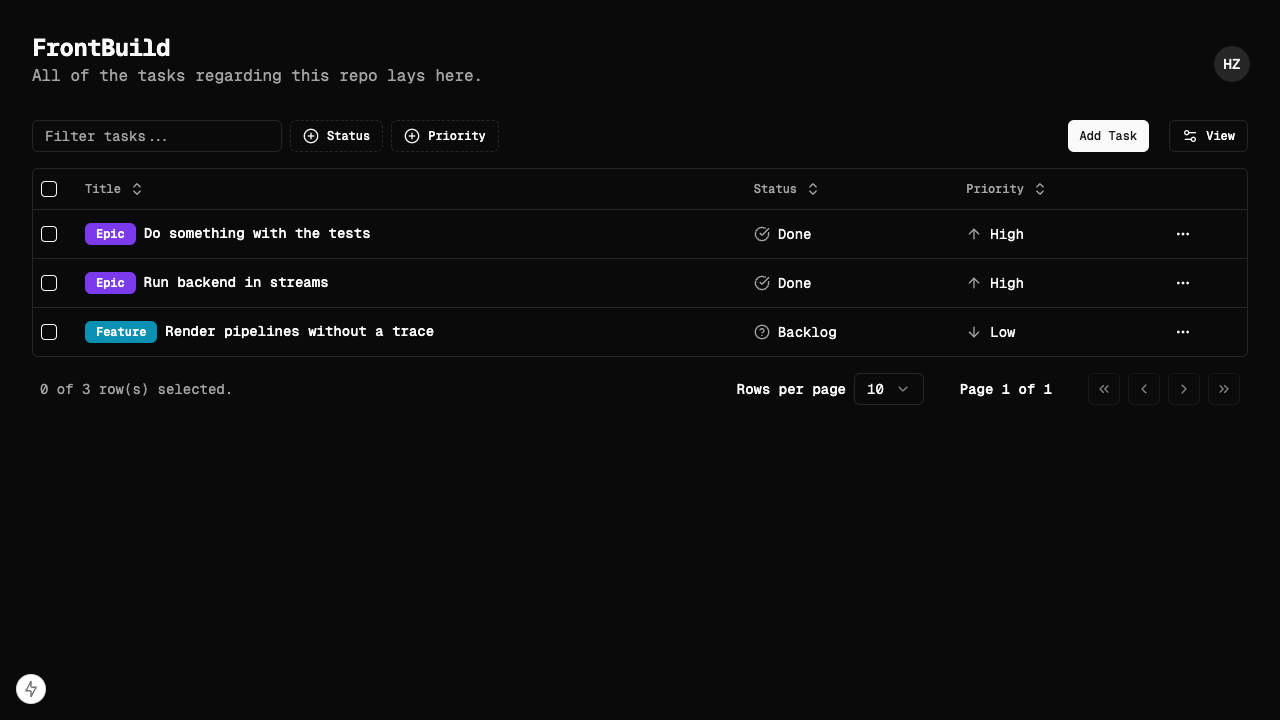 FrontBuild
All of the tasks regarding this repo lays here.
HZ
Filter tasks... Status Priority Add Task View
Title Status Priority
Epic Do something with the tests Done High
Epic Run backend in streams Done High
Feature Render pipelines without a trace Backlog Low
0 of 3 row(s) selected. Rows per page 10 Page 1 of 1